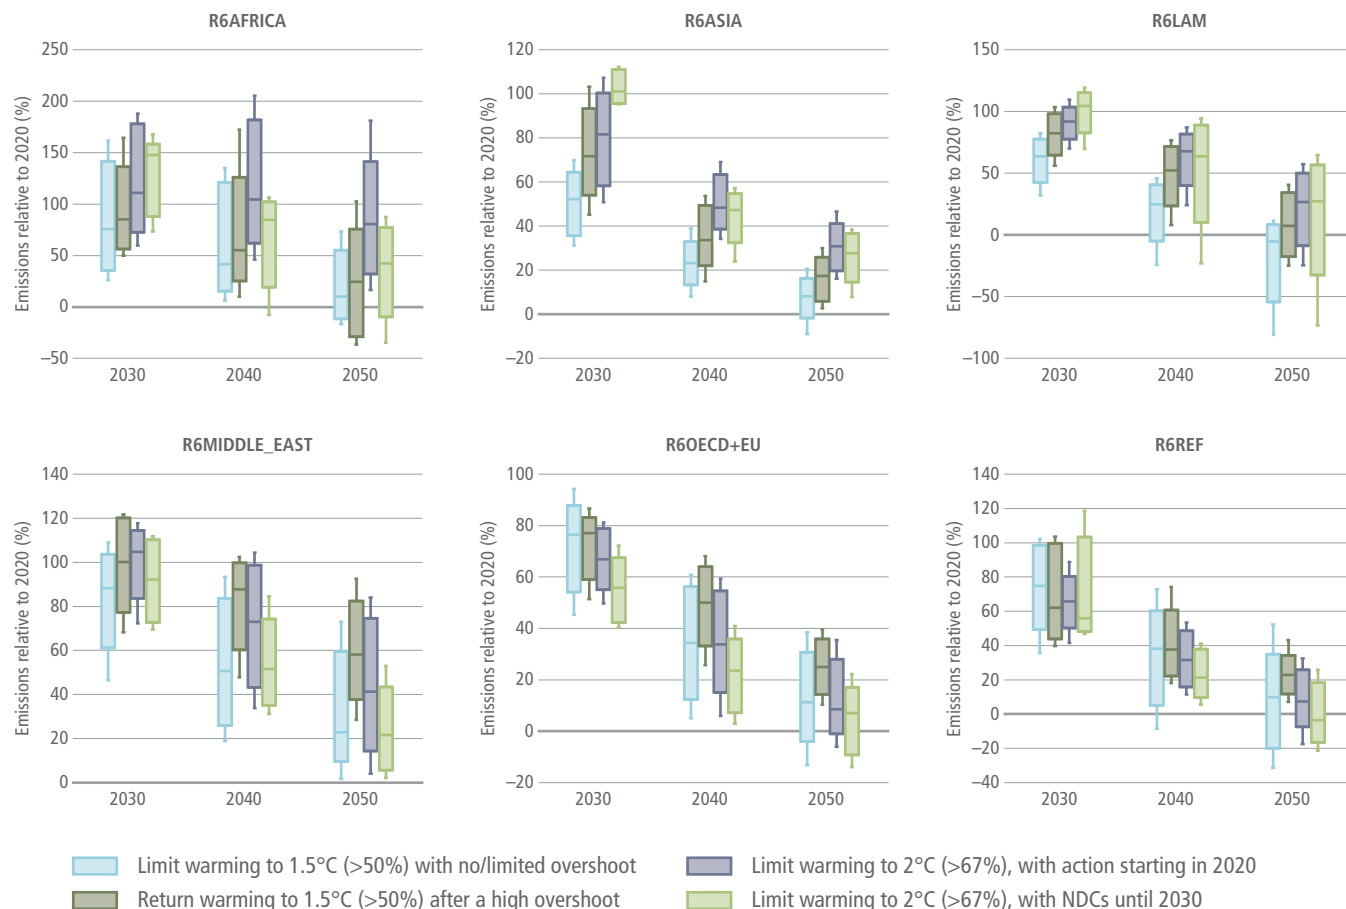 R6AFRICA
Emissions relative to 2020 (%)
250
200
150
100
50
0
–50
2030 2040 2050
R6ASIA
Emissions relative to 2020 (%)
120
100
80
60
40
20
0
–20
2030 2040 2050
R6LAM
Emissions relative to 2020 (%)
150
100
50
0
–50
–100
2030 2040 2050
R6MIDDLE_EAST
Emissions relative to 2020 (%)
140
120
100
80
60
40
20
0
2030 2040 2050
R6OECD+EU
Emissions relative to 2020 (%)
100
80
60
40
20
0
–20
2030 2040 2050
R6REF
Emissions relative to 2020 (%)
140
120
100
80
60
40
20
0
–20
–40
2030 2040 2050
Limit warming to 1.5°C (>50%) with no/limited overshoot
Return warming to 1.5°C (>50%) after a high overshoot
Limit warming to 2°C (>67%), with action starting in 2020
Limit warming to 2°C (>67%), with NDCs until 2030